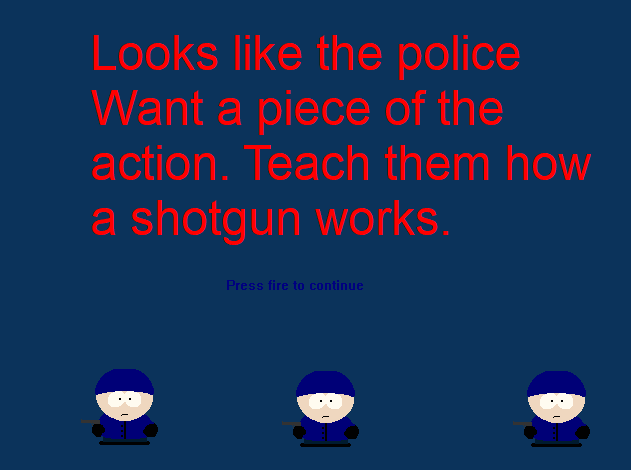 Looks like the police
Want a piece of the
action. Teach them how
a shotgun works.
Press fire to continue